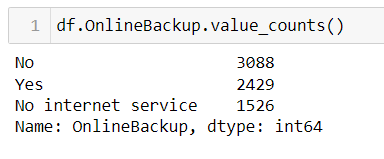 1 df.OnlineBackup.value_counts()
No 3088
Yes 2429
No internet service 1526
Name: OnlineBackup, dtype: int64